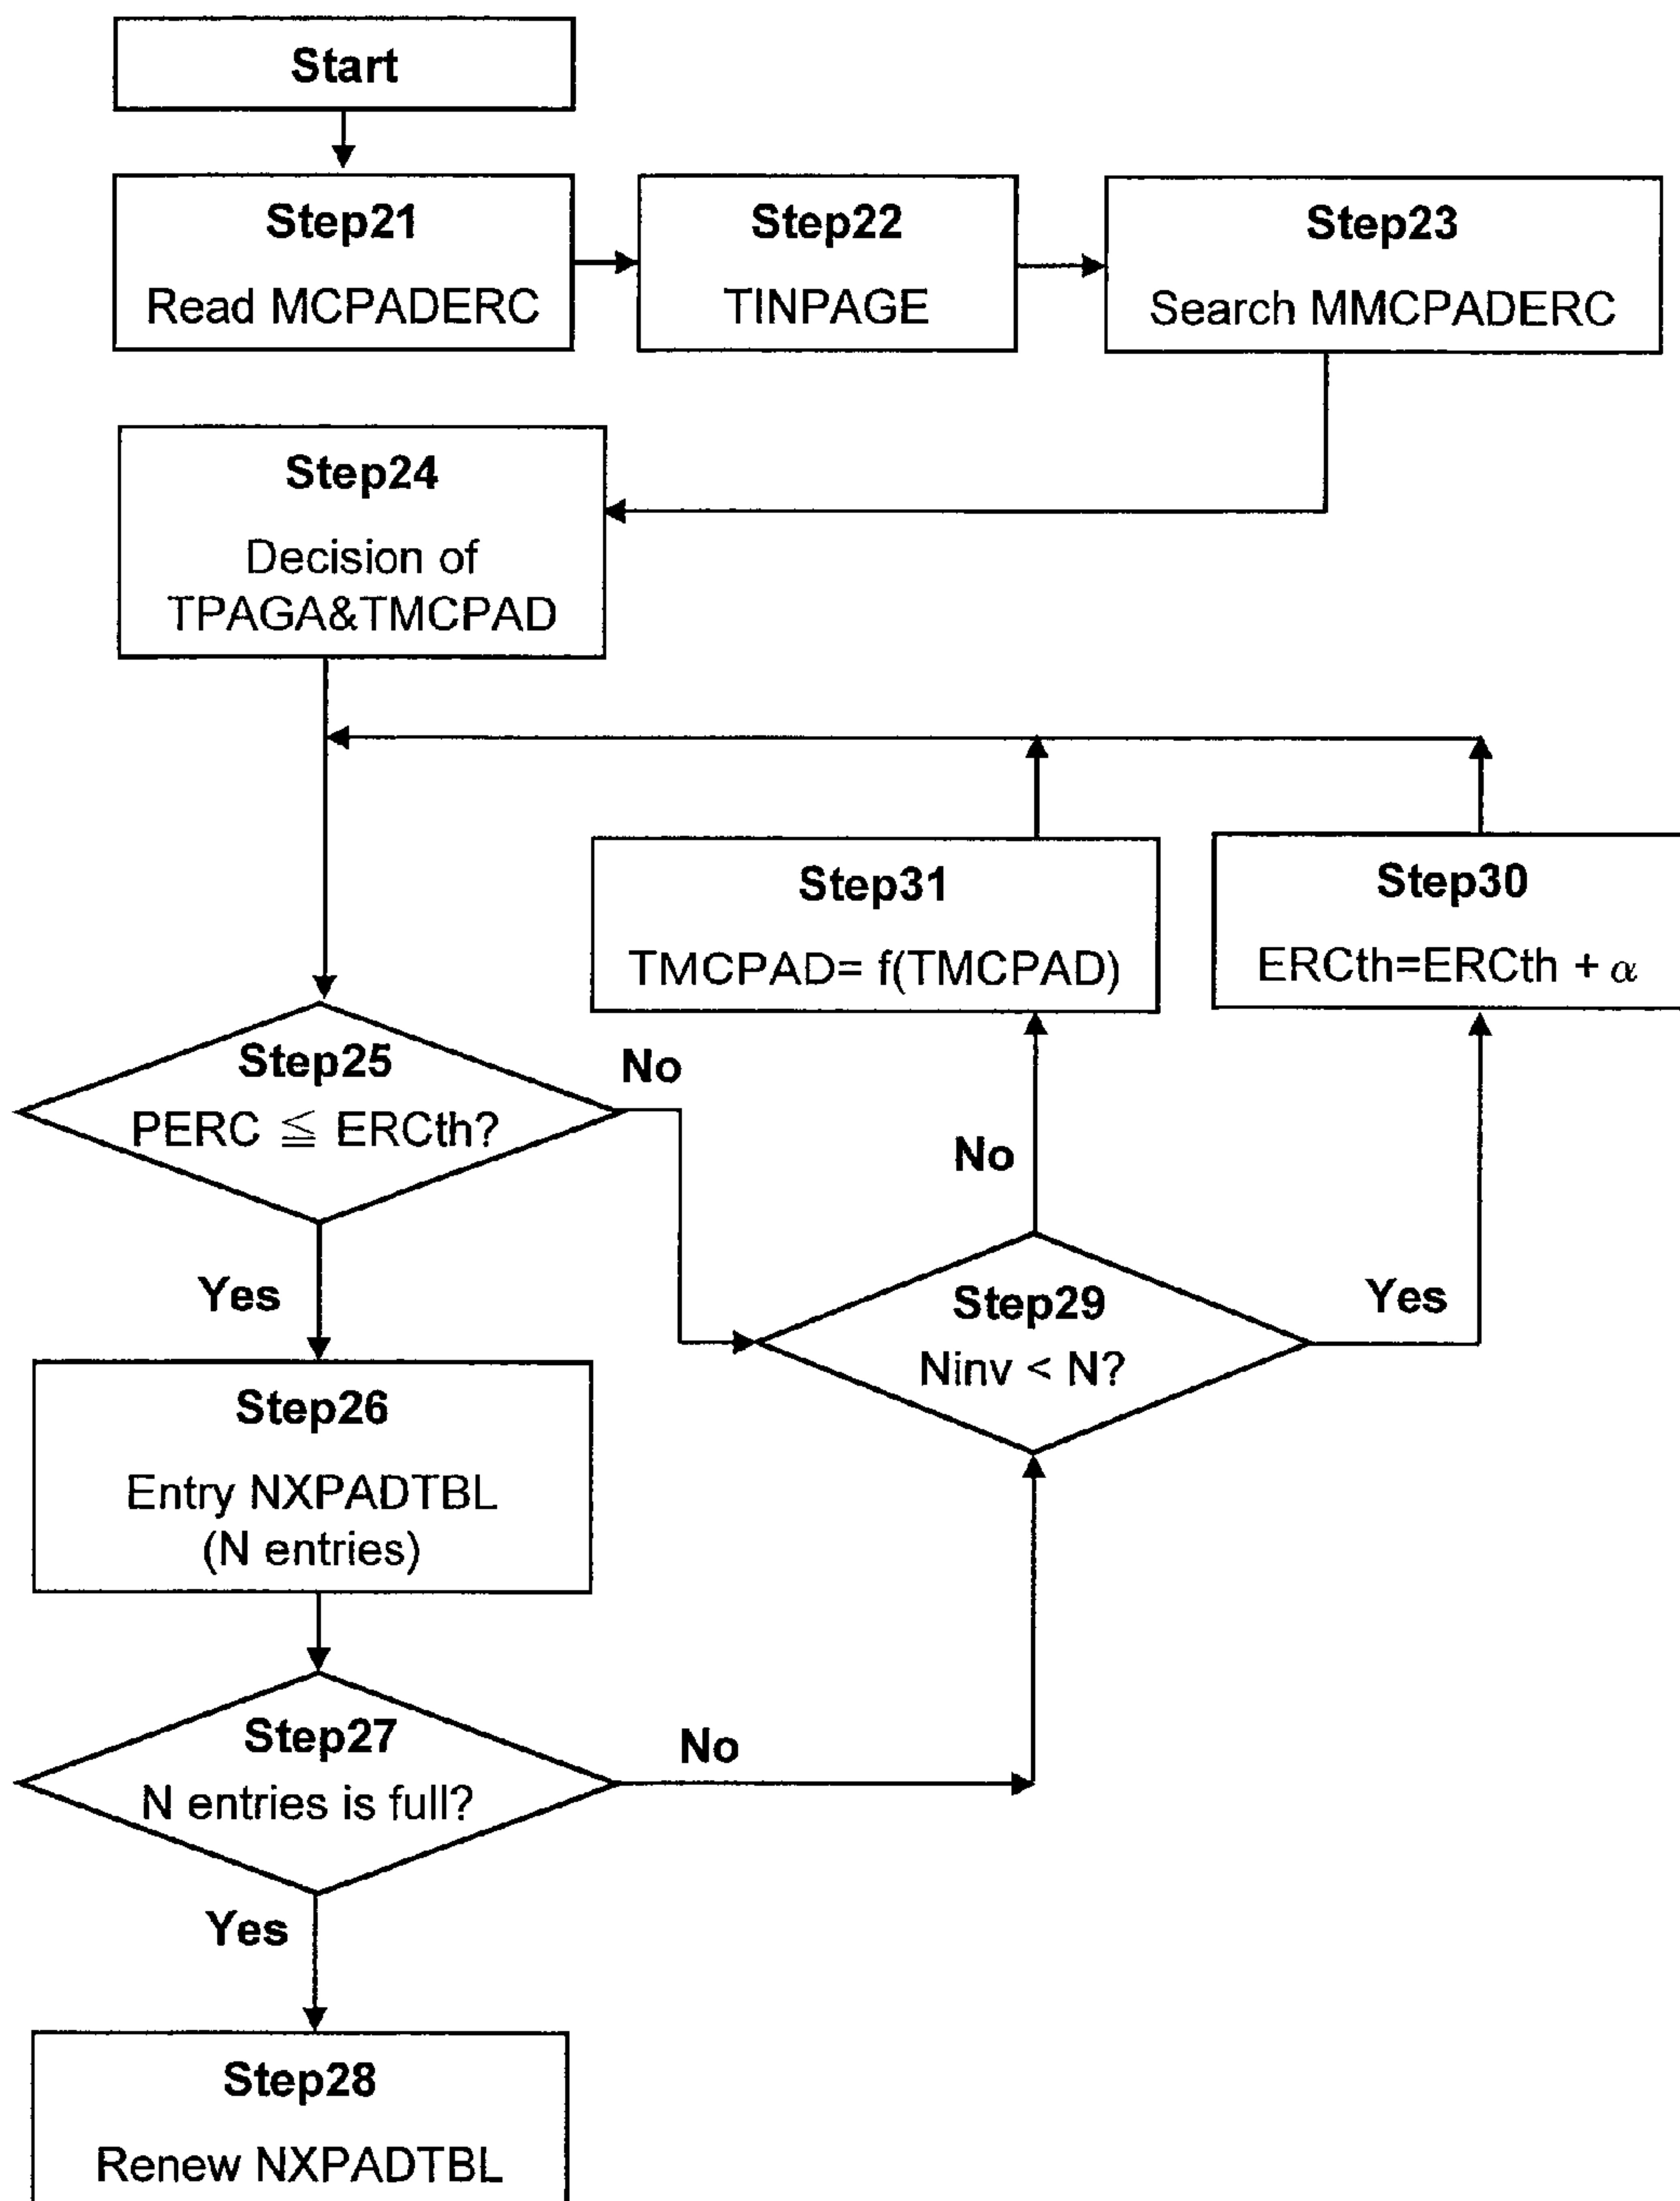 Start
Step21
Read MCPADERC
Step22
TINPAGE
Step23
Search MMCPADERC
Step24
Decision of
TPAGA&TMCPAD
Step31
TMCPAD= f(TMCPAD)
Step30
ERCth=ERCth + α
Step25
PERC ≦ ERCth?
No
Yes
No
Step29
Ninv < N?
Yes
Step26
Entry NXPADTBL
(N entries)
Step27
N entries is full?
No
Yes
Step28
Renew NXPADTBL